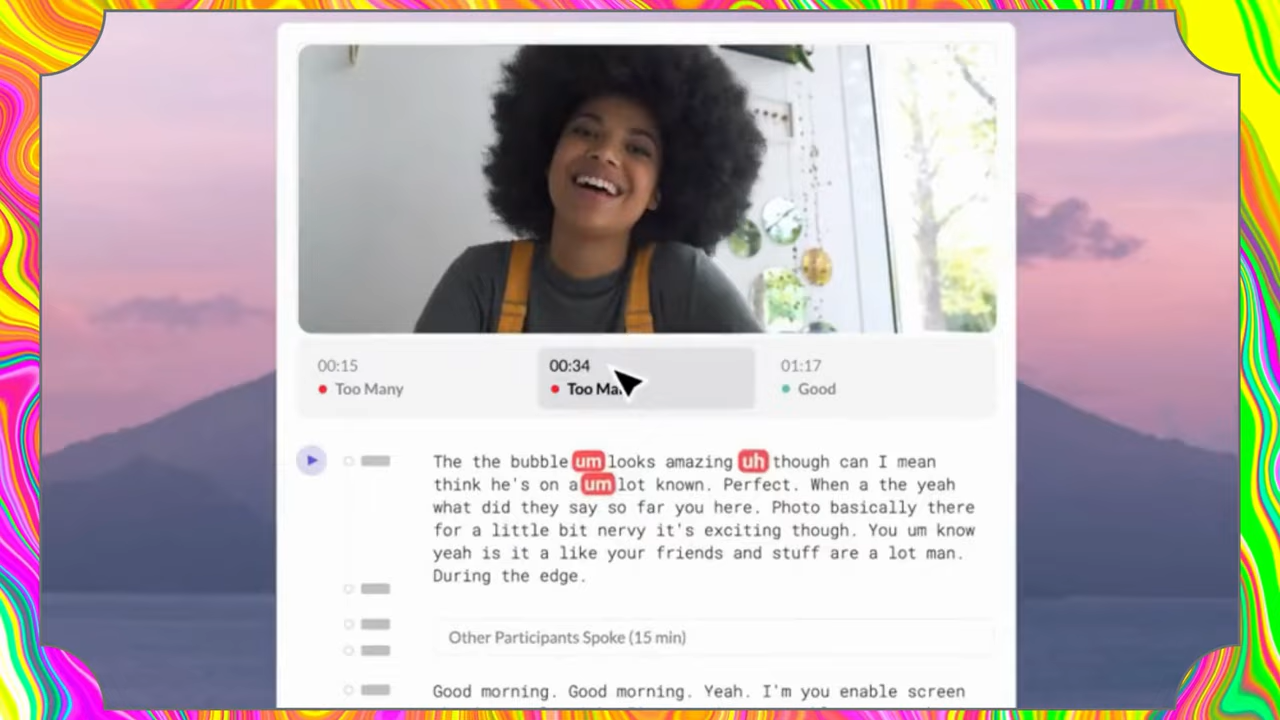 00:15
Too Many
00:34
Too
01:17
Good
The the bubble um looks amazing uh though can I mean
think he's on a um lot known. Perfect. When a the yeah
what did they say so far you here. Photo basically there
for a little bit nervy it's exciting though. You um know
yeah is it a like your friends and stuff are a lot man.
During the edge.
Other Participants Spoke (15 min)
Good morning. Good morning. Yeah. I'm you enable screen